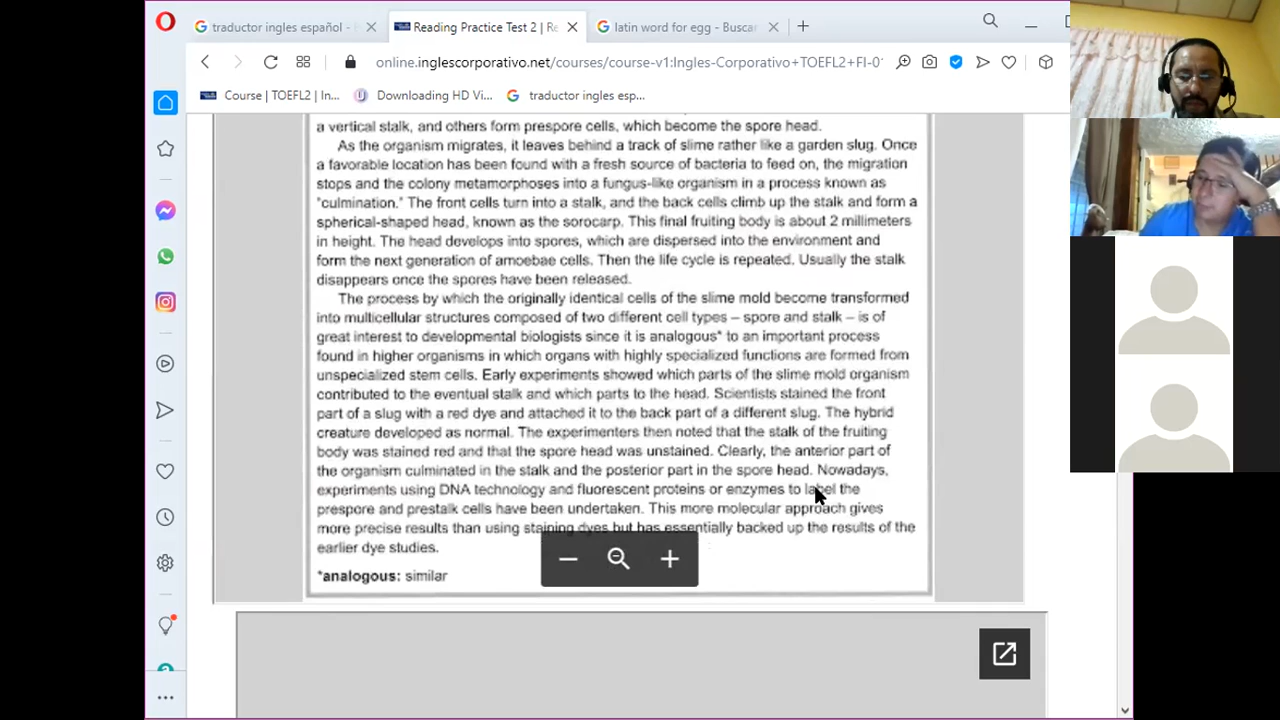 traductor ingles español -
Reading Practice Test 2 | Re
latin word for egg - Buscar
online.inglescorporativo.net/courses/course-v1:Ingles-Corporativo+TOEFL2+FI-0
Course | TOEFL2 | In...
Downloading HD Vi...
traductor ingles esp...
a vertical stalk, and others form prespore cells, which become the spore head.
As the organism migrates, it leaves behind a track of slime rather like a garden slug. Once
a favorable location has been found with a fresh source of bacteria to feed on, the migration
stops and the colony metamorphoses into a fungus-like organism in a process known as
"culmination." The front cells turn into a stalk, and the back cells climb up the stalk and form a
spherical-shaped head, known as the sorocarp. This final fruiting body is about 2 millimeters
in height. The head develops into spores, which are dispersed into the environment and
form the next generation of amoebae cells. Then the life cycle is repeated. Usually the stalk
disappears once the spores have been released.
The process by which the originally identical cells of the slime mold become transformed
into multicellular structures composed of two different cell types – spore and stalk – is of
great interest to developmental biologists since it is analogous* to an important process
found in higher organisms in which organs with highly specialized functions are formed from
unspecialized stem cells. Early experiments showed which parts of the slime mold organism
contributed to the eventual stalk and which parts to the head. Scientists stained the front
part of a slug with a red dye and attached it to the back part of a different slug. The hybrid
creature developed as normal. The experimenters then noted that the stalk of the fruiting
body was stained red and that the spore head was unstained. Clearly, the anterior part of
the organism culminated in the stalk and the posterior part in the spore head. Nowadays,
experiments using DNA technology and fluorescent proteins or enzymes to label the
prespore and prestalk cells have been undertaken. This more molecular approach gives
more precise results than using staining dyes but has essentially backed up the results of the
earlier dye studies.
*analogous: similar